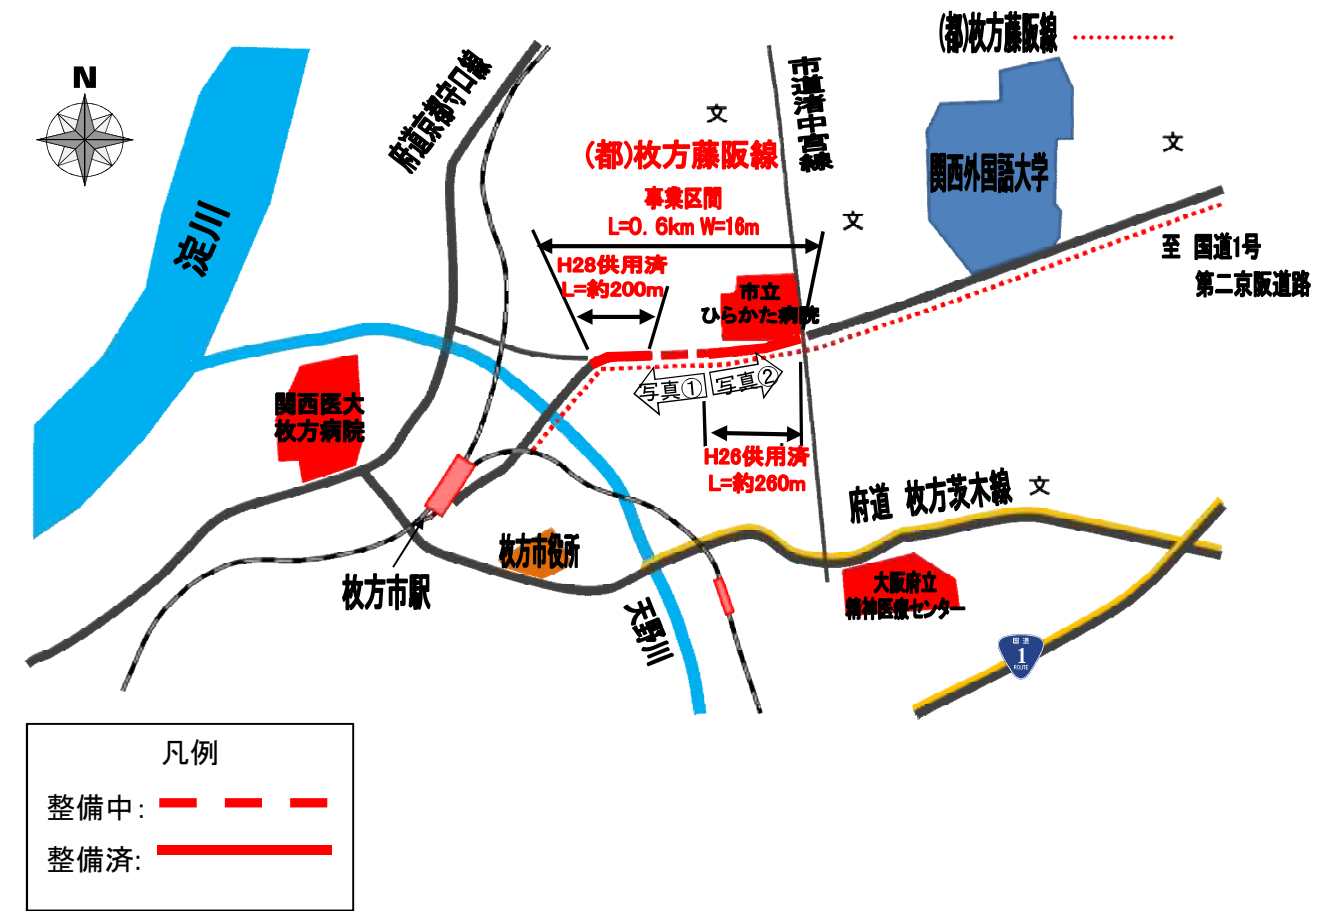 (都)枚方藤阪線
N
府道京都守口線
市道渚中宮線
文
文
(都)枚方藤阪線
事業区間
L=0.6km W=16m
文
関西外国語大学
淀川
至 国道1号
第二京阪道路
H28供用済
L=約200m
市立
ひらかた病院
写真①
写真②
関西医大
枚方病院
H26供用済
L=約260m
府道 枚方茨木線
文
枚方市役所
枚方市駅
天野川
大阪府立
精神医療センター
国道
1
ROUTE
凡例
整備中:
整備済: